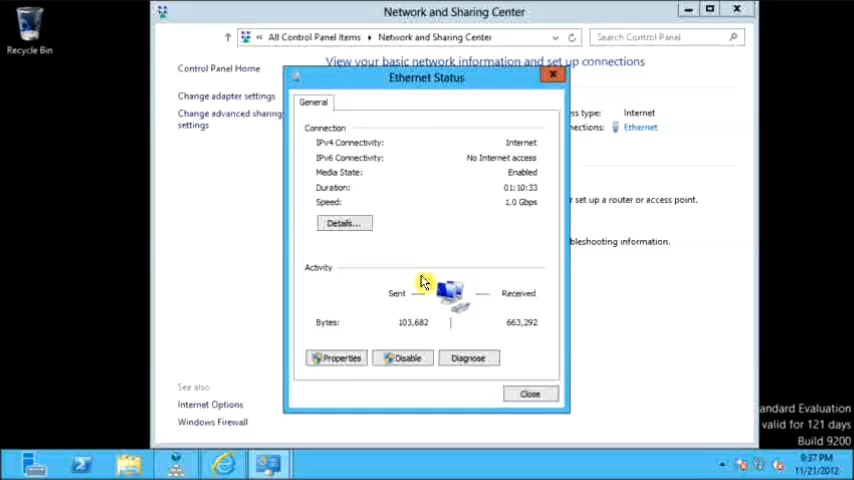 Recycle Bin
Network and Sharing Center
« All Control Panel Items ▸ Network and Sharing Center
Search Control Panel
Control Panel Home
Change adapter settings
Change advanced sharing
settings
View your basic network information and set up connections
ss type: Internet
nections: Ethernet
set up a router or access point.
bleshooting information.
Ethernet Status
General
Connection
IPv4 Connectivity: Internet
IPv6 Connectivity: No Internet access
Media State: Enabled
Duration: 01:10:33
Speed: 1.0 Gbps
Details...
Activity
Sent Received
Bytes: 103,682 663,292
Properties Disable Diagnose
Close
See also
Internet Options
Windows Firewall
andard Evaluation
valid for 121 days
Build 9200
9:37 PM
11/21/2012